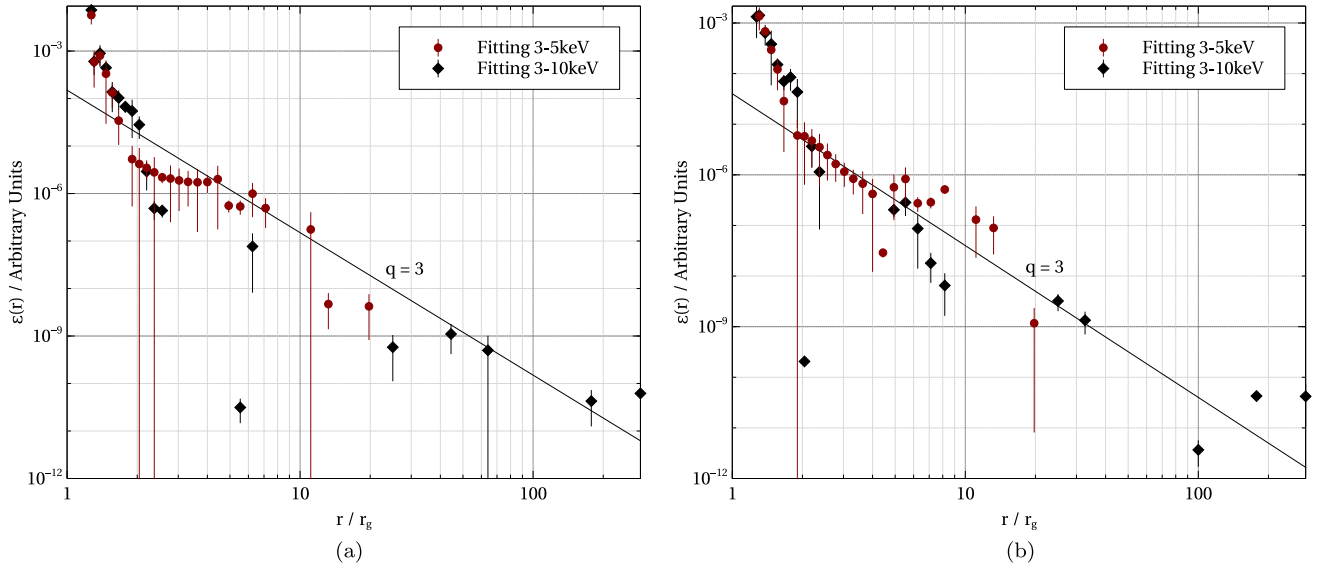 10⁻³
10⁻⁶
10⁻⁹
10⁻¹²
ε(r) / Arbitrary Units
Fitting 3-5keV
Fitting 3-10keV
q = 3
1
10
100
r / r_g
(a)
10⁻³
10⁻⁶
10⁻⁹
10⁻¹²
ε(r) / Arbitrary Units
Fitting 3-5keV
Fitting 3-10keV
q = 3
1
10
100
r / r_g
(b)